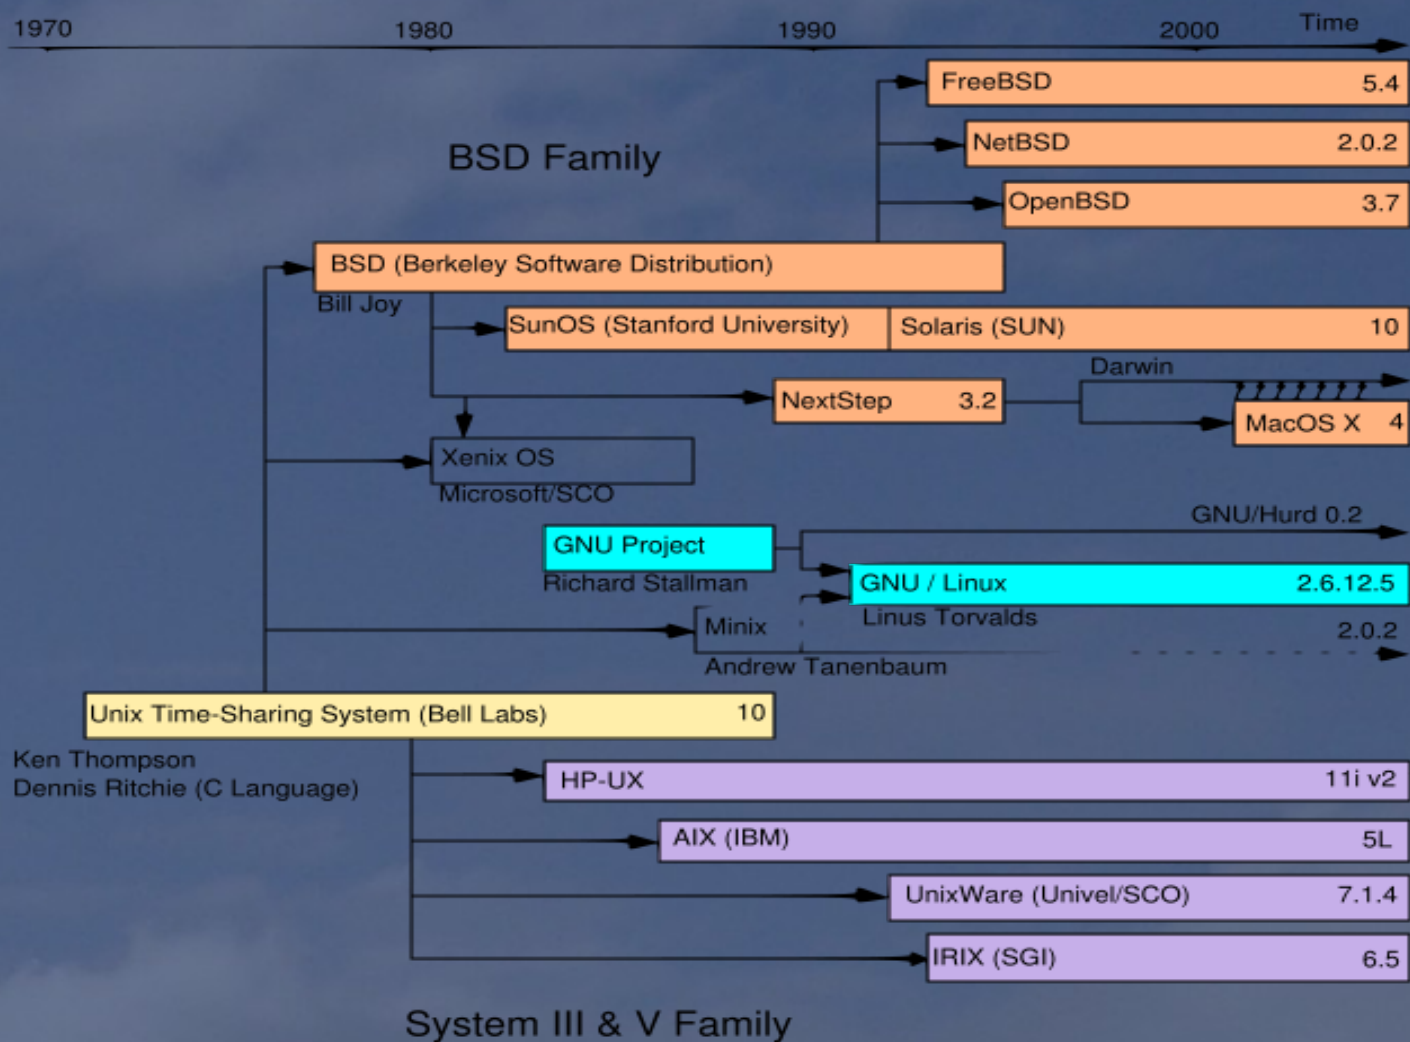 1970 1980 1990 2000 Time
FreeBSD 5.4
BSD Family
NetBSD 2.0.2
OpenBSD 3.7
BSD (Berkeley Software Distribution)
Bill Joy
SunOS (Stanford University) Solaris (SUN) 10
Darwin
NextStep 3.2
MacOS X 4
Xenix OS
Microsoft/SCO
GNU/Hurd 0.2
GNU Project
Richard Stallman
GNU / Linux 2.6.12.5
Linus Torvalds
Minix 2.0.2
Andrew Tanenbaum
Unix Time-Sharing System (Bell Labs) 10
Ken Thompson
Dennis Ritchie (C Language)
HP-UX 11i v2
AIX (IBM) 5L
UnixWare (Univel/SCO) 7.1.4
IRIX (SGI) 6.5
System III & V Family